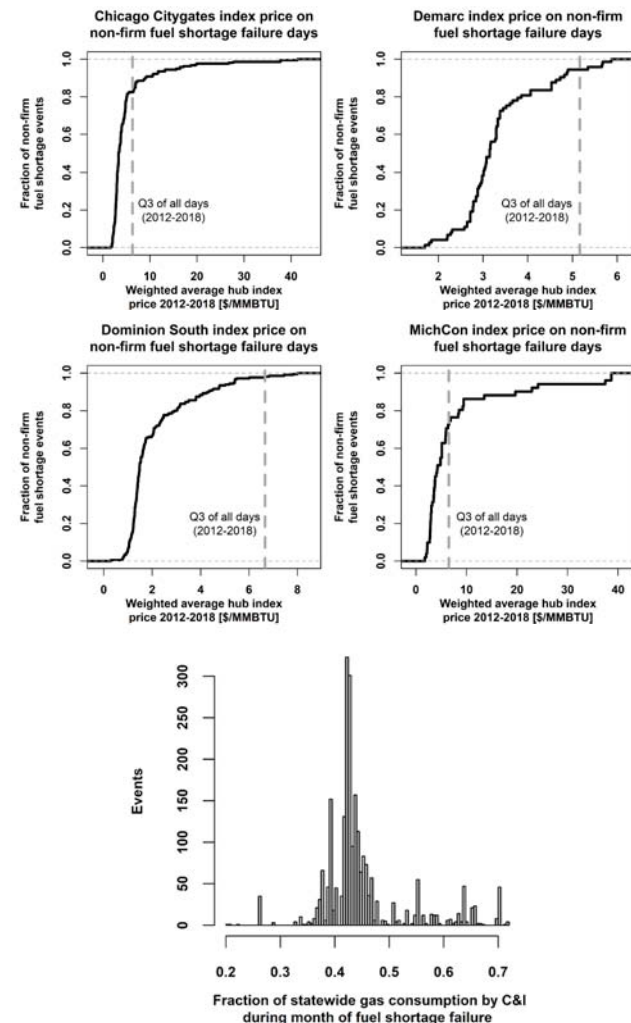 Chicago Citygates index price on
non-firm fuel shortage failure days
Fraction of non-firm
fuel shortage events
0.0 0.2 0.4 0.6 0.8 1.0
Q3 of all days
(2012-2018)
0 10 20 30 40
Weighted average hub index
price 2012-2018 [$/MMBTU]
Demarc index price on non-firm
fuel shortage failure days
Fraction of non-firm
fuel shortage events
0.0 0.2 0.4 0.6 0.8 1.0
Q3 of all days
(2012-2018)
2 3 4 5 6
Weighted average hub index
price 2012-2018 [$/MMBTU]
Dominion South index price on
non-firm fuel shortage failure days
Fraction of non-firm
fuel shortage events
0.0 0.2 0.4 0.6 0.8 1.0
Q3 of all days
(2012-2018)
0 2 4 6 8
Weighted average hub index
price 2012-2018 [$/MMBTU]
MichCon index price on non-firm
fuel shortage failure days
Fraction of non-firm
fuel shortage events
0.0 0.2 0.4 0.6 0.8 1.0
Q3 of all days
(2012-2018)
0 10 20 30 40
Weighted average hub index
price 2012-2018 [$/MMBTU]
Events
0 50 100 150 200 250 300
0.2 0.3 0.4 0.5 0.6 0.7
Fraction of statewide gas consumption by C&I
during month of fuel shortage failure